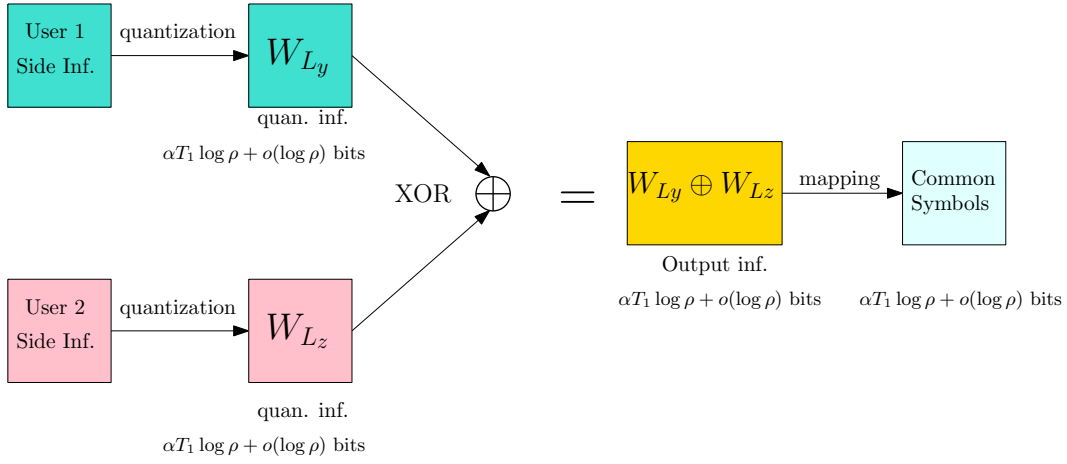 User 1
Side Inf.
quantization
W_{L_y}
quan. inf.
αT_1 log ρ + o(log ρ) bits
XOR
⊕
=
W_{Ly} ⊕ W_{Lz}
mapping
Common
Symbols
Output inf.
αT_1 log ρ + o(log ρ) bits
αT_1 log ρ + o(log ρ) bits
User 2
Side Inf.
quantization
W_{L_z}
quan. inf.
αT_1 log ρ + o(log ρ) bits